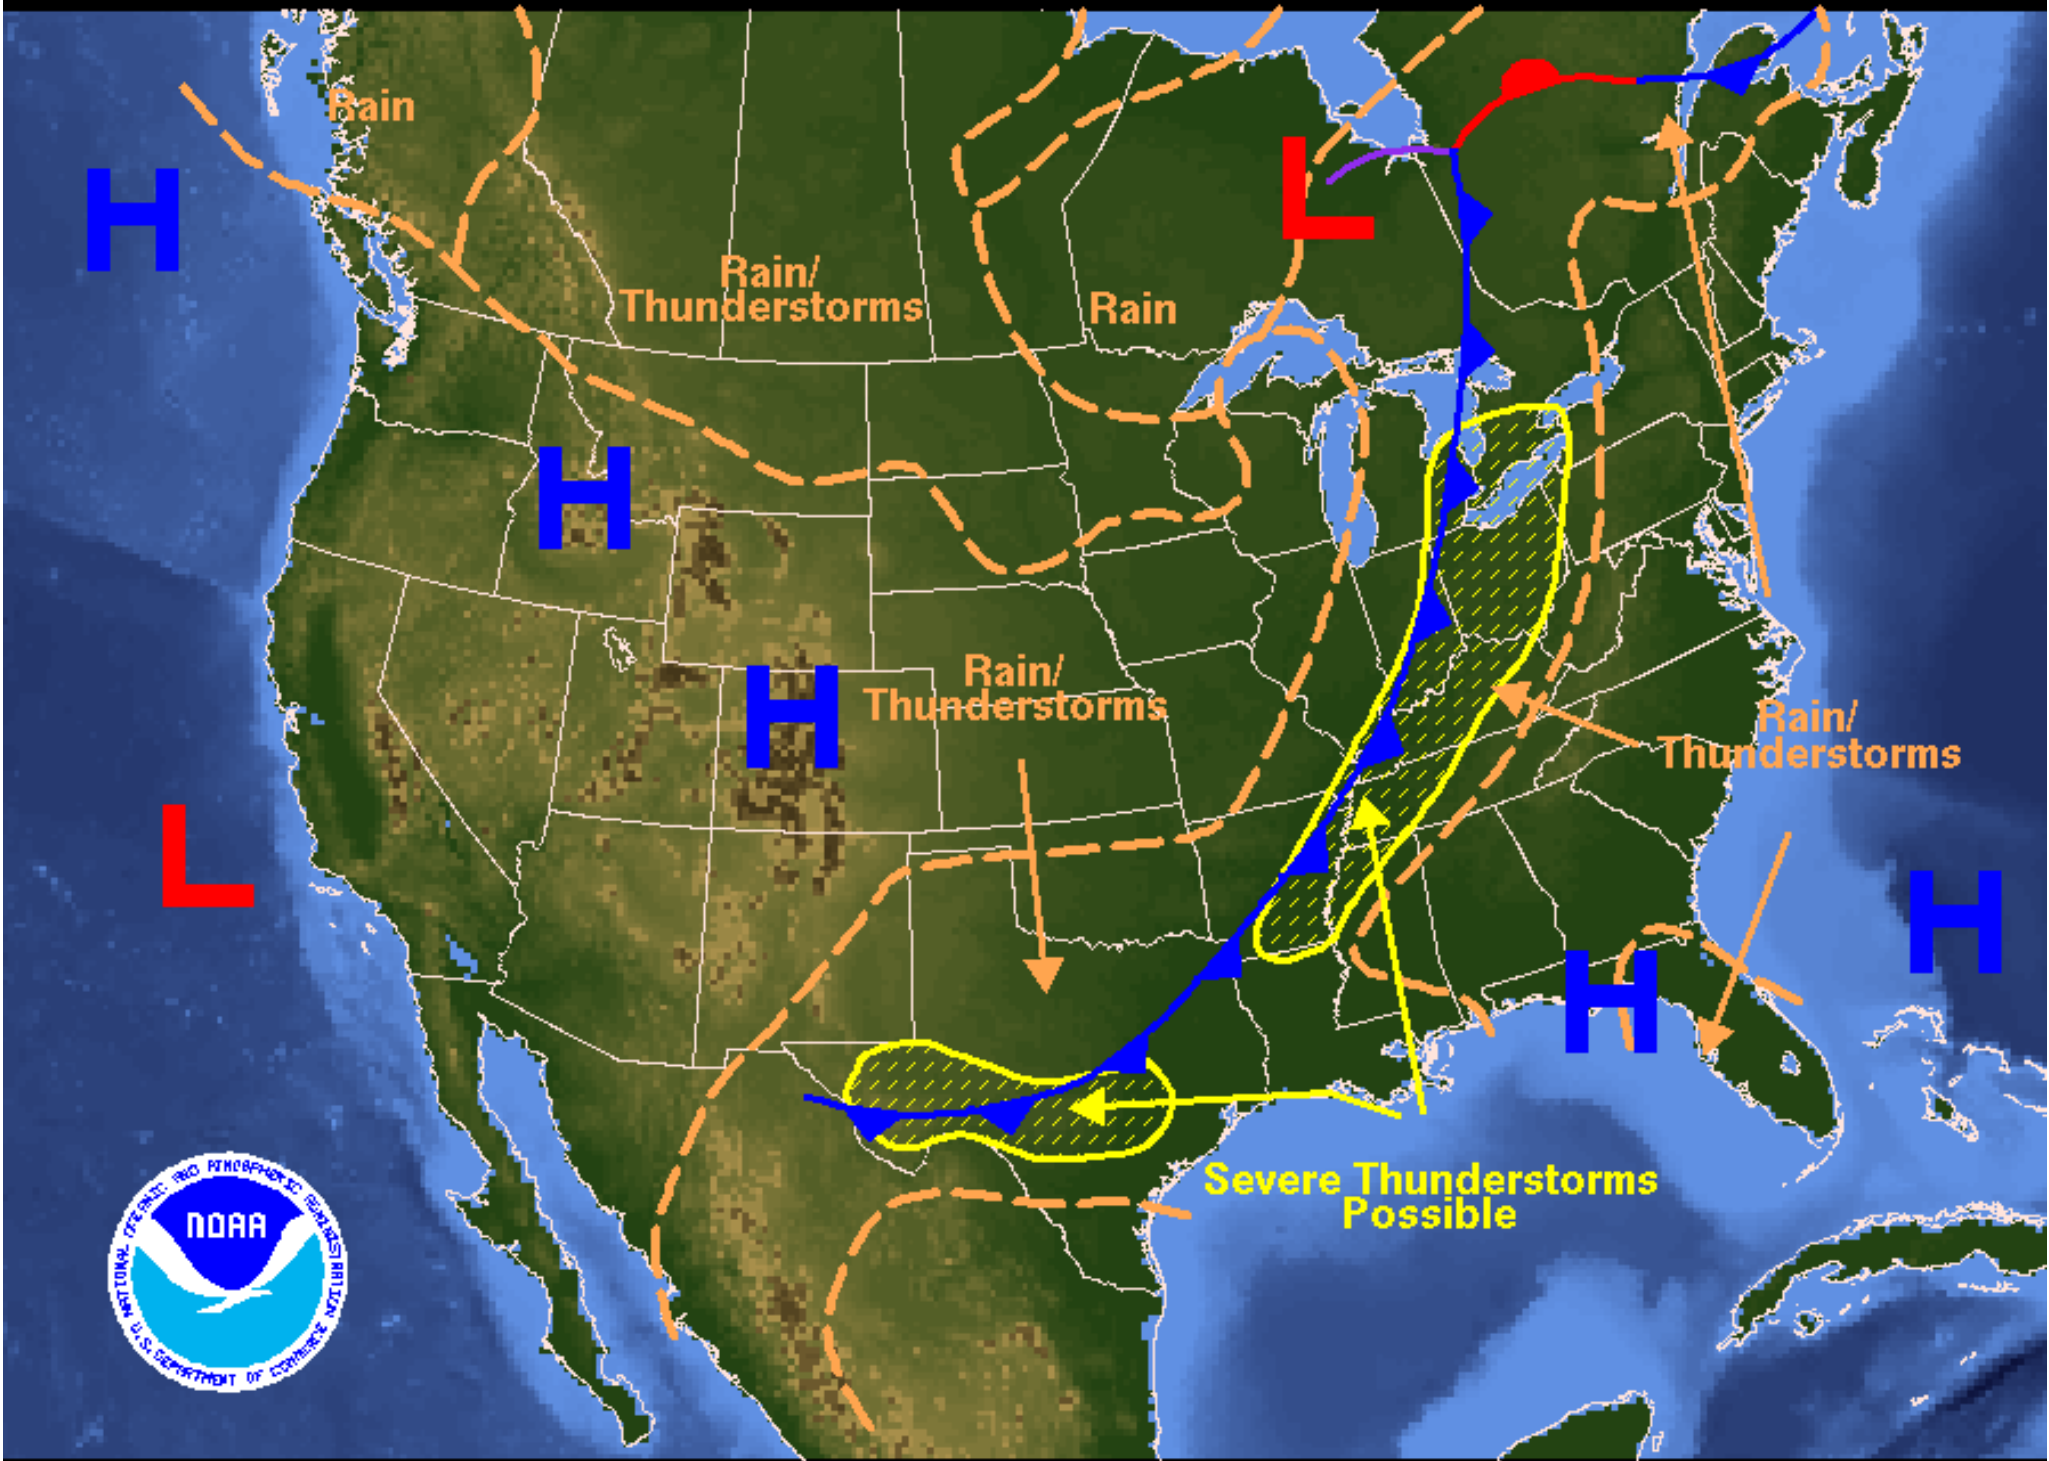 Rain
H
L
Rain/
Thunderstorms
Rain
H
H
Rain/
Thunderstorms
Rain/
Thunderstorms
L
H
H
Severe Thunderstorms
Possible
NATIONAL OCEANIC AND ATMOSPHERIC ADMINISTRATION
NOAA
U.S. DEPARTMENT OF COMMERCE